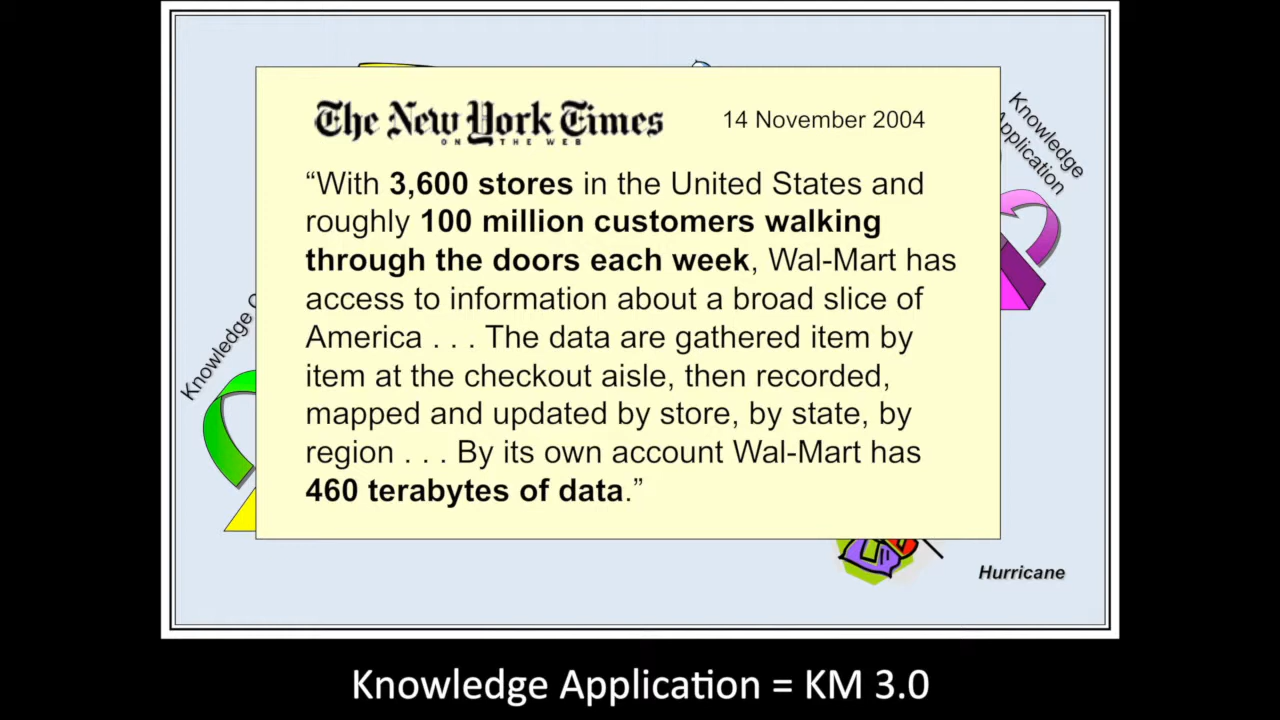 The New York Times
ON THE WEB
14 November 2004
“With 3,600 stores in the United States and
roughly 100 million customers walking
through the doors each week, Wal-Mart has
access to information about a broad slice of
America . . . The data are gathered item by
item at the checkout aisle, then recorded,
mapped and updated by store, by state, by
region . . . By its own account Wal-Mart has
460 terabytes of data.”
Knowledge
Application
Knowledge
Hurricane
Knowledge Application = KM 3.0